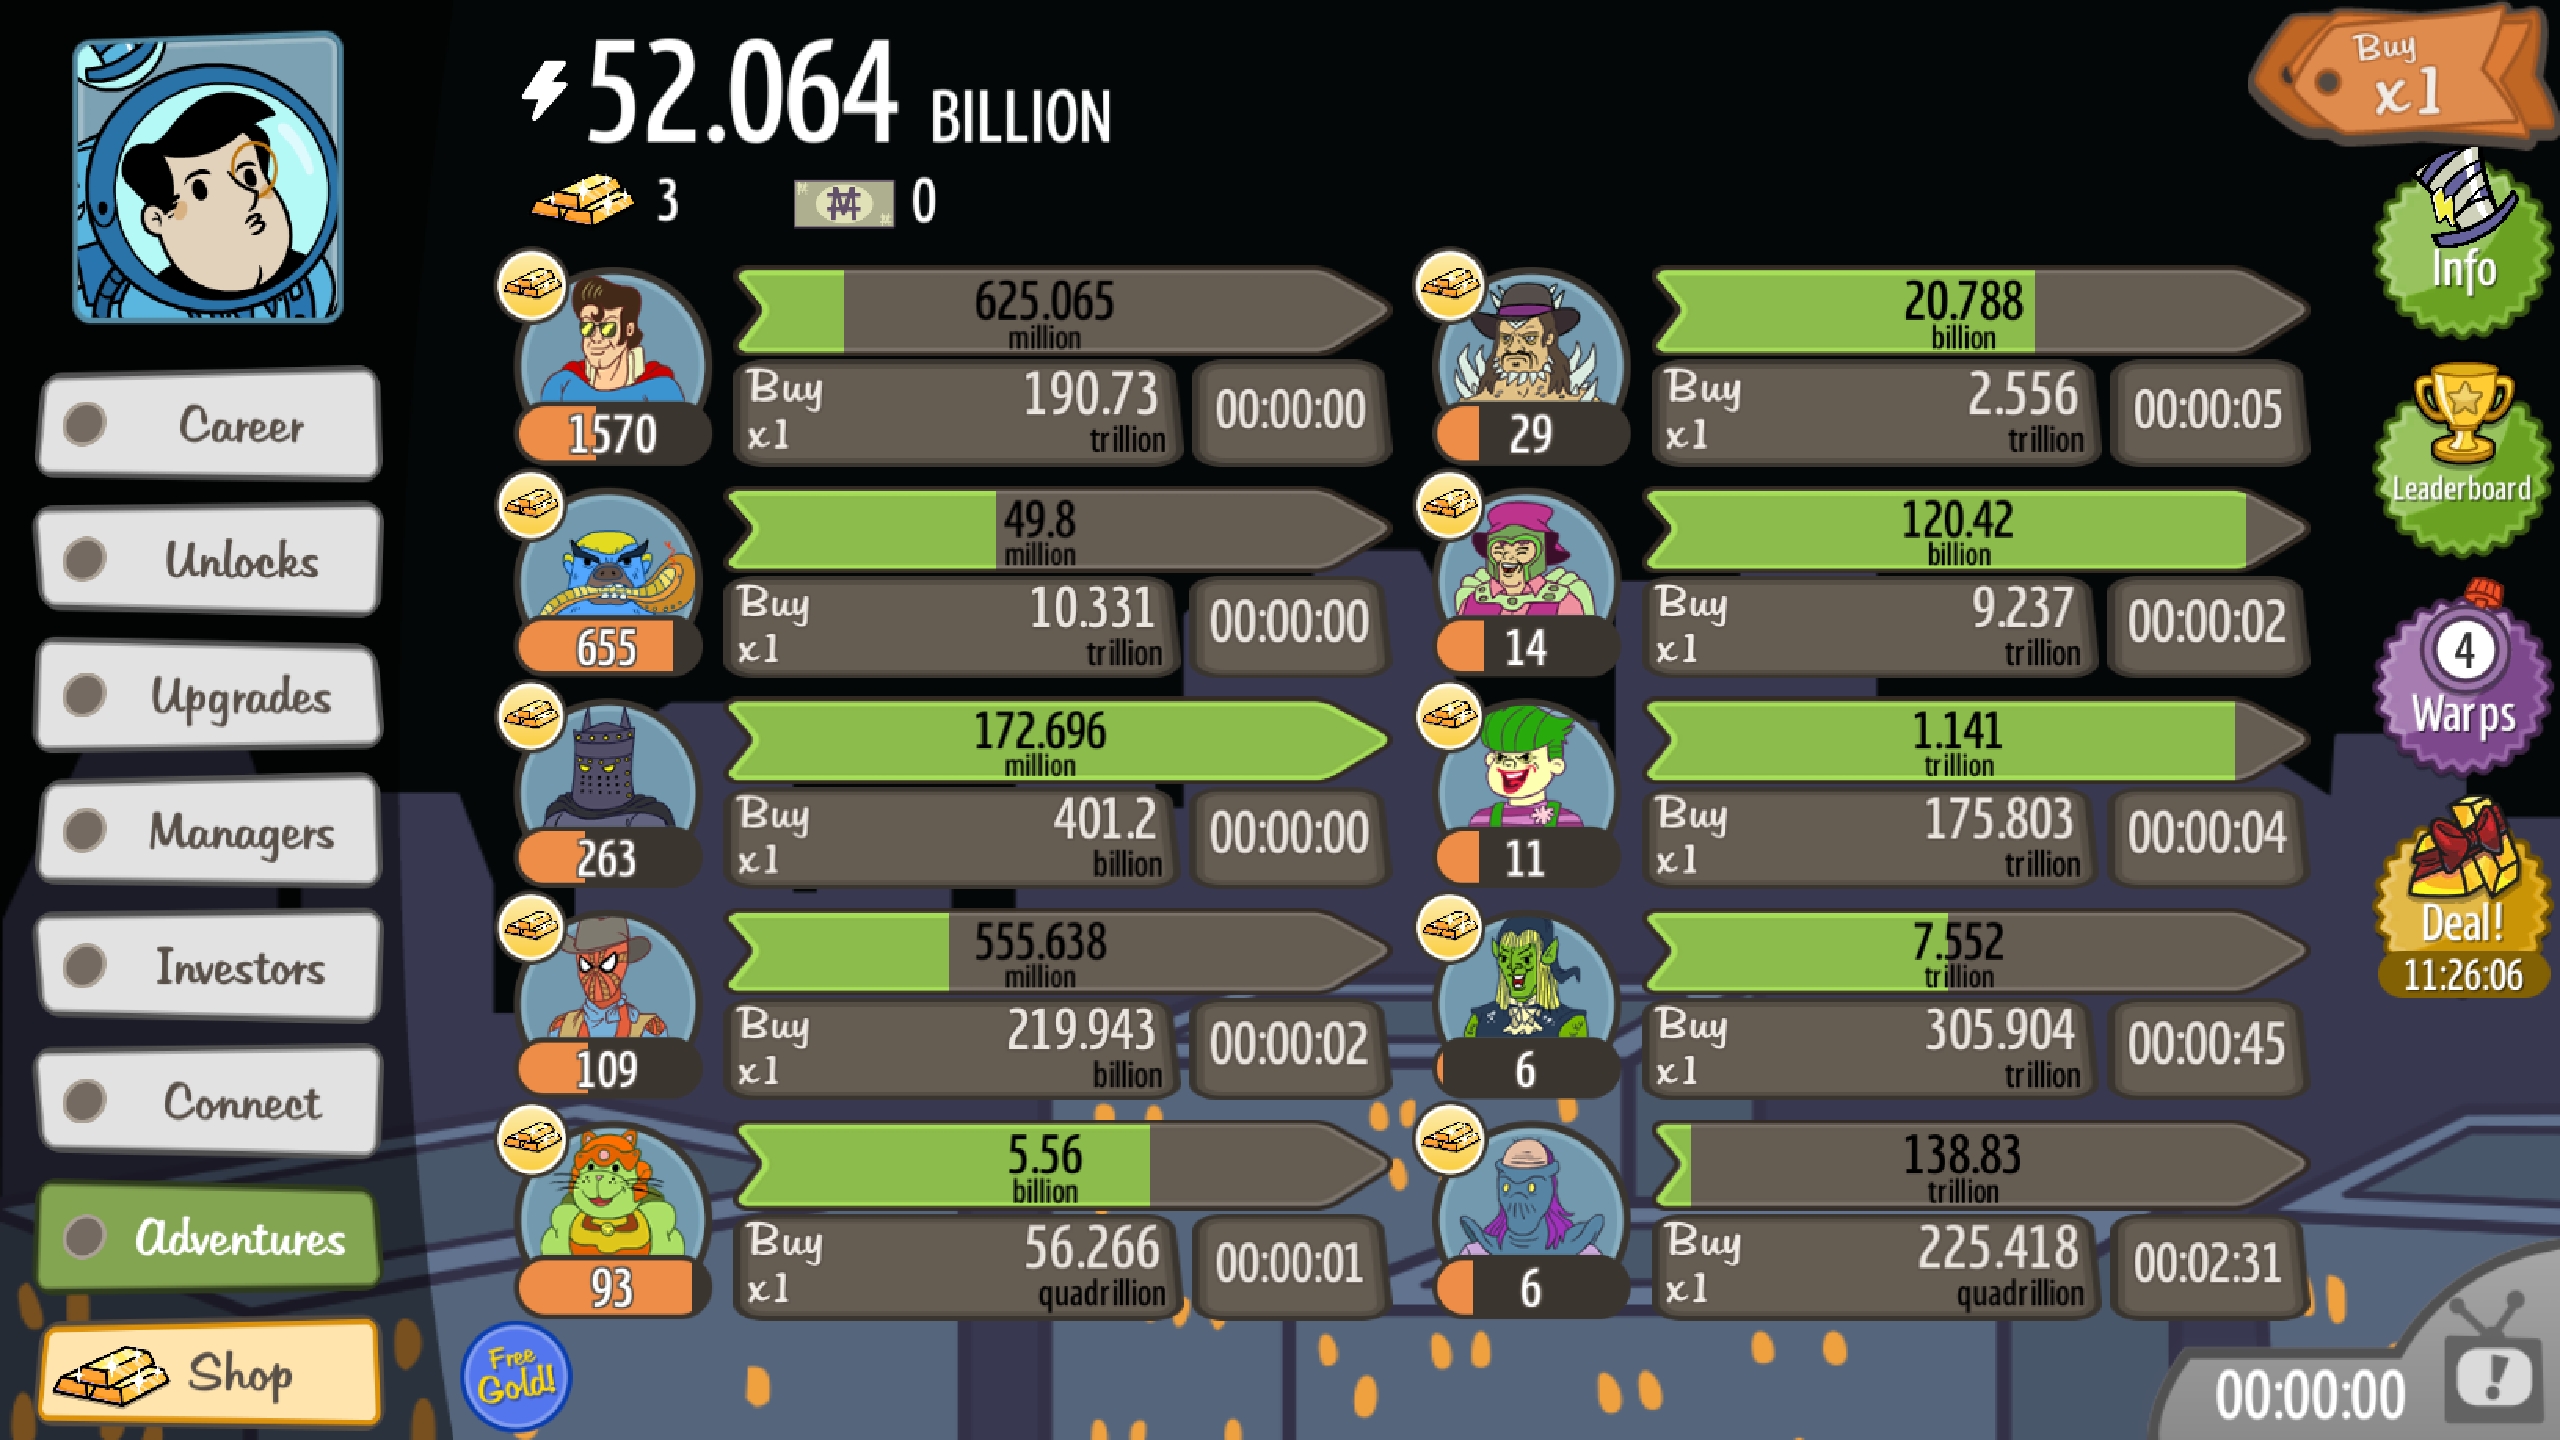 52.064 BILLION
3
0
Buy
x1
Career
Unlocks
Upgrades
Managers
Investors
Connect
Adventures
Shop
625.065
million
1570
Buy
x1
190.73
trillion
00:00:00
49.8
million
655
Buy
x1
10.331
trillion
00:00:00
172.696
million
263
Buy
x1
401.2
billion
00:00:00
555.638
million
109
Buy
x1
219.943
billion
00:00:02
5.56
billion
93
Buy
x1
56.266
quadrillion
00:00:01
20.788
billion
29
Buy
x1
2.556
trillion
00:00:05
120.42
billion
14
Buy
x1
9.237
trillion
00:00:02
1.141
trillion
11
Buy
x1
175.803
trillion
00:00:04
7.552
trillion
6
Buy
x1
305.904
trillion
00:00:45
138.83
trillion
6
Buy
x1
225.418
quadrillion
00:02:31
Info
Leaderboard
4
Warps
Deal!
11:26:06
Free
Gold!
00:00:00
!